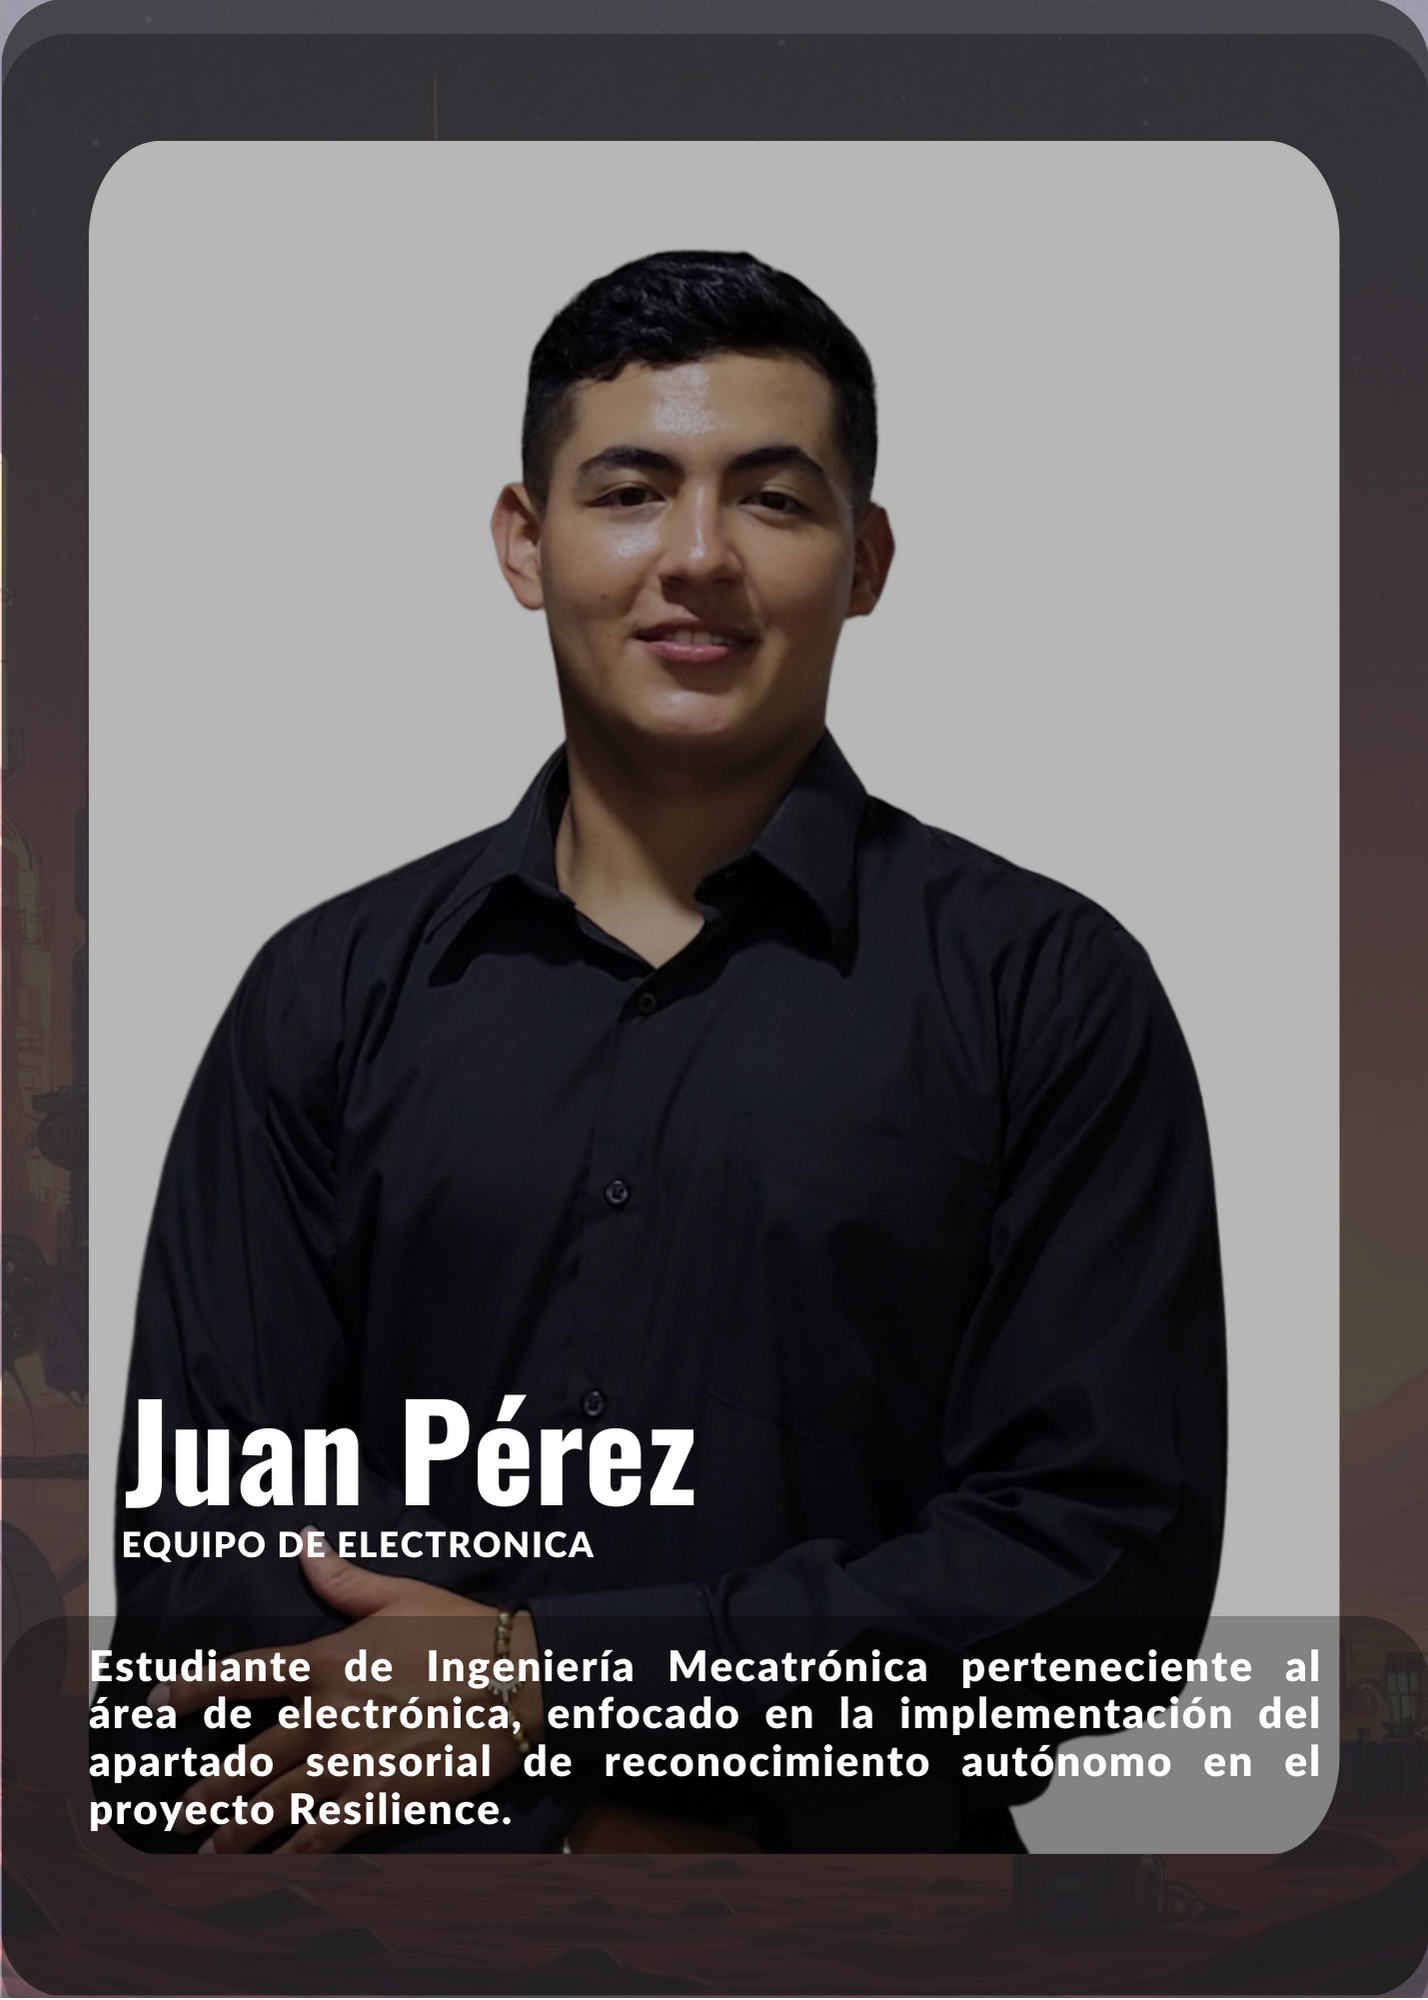 Juan Pérez
EQUIPO DE ELECTRONICA
Estudiante de Ingeniería Mecatrónica perteneciente al
área de electrónica, enfocado en la implementación del
apartado sensorial de reconocimiento autónomo en el
proyecto Resilience.